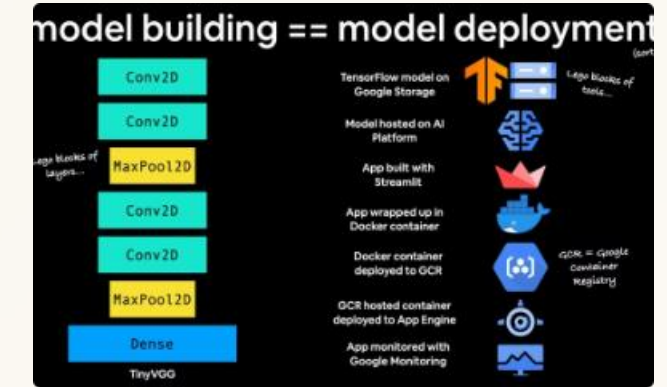 model building == model deployment
(sort
Conv2D
Conv2D
Lego blocks of
layers...
MaxPool2D
Conv2D
Conv2D
MaxPool2D
Dense
TinyVGG
TensorFlow model on
Google Storage
Lego blocks of
tools...
Model hosted on AI
Platform
App built with
Streamlit
App wrapped up in
Docker container
Docker container
deployed to GCR
GCR = Google
Container
Registry
GCR hosted container
deployed to App Engine
App monitored with
Google Monitoring